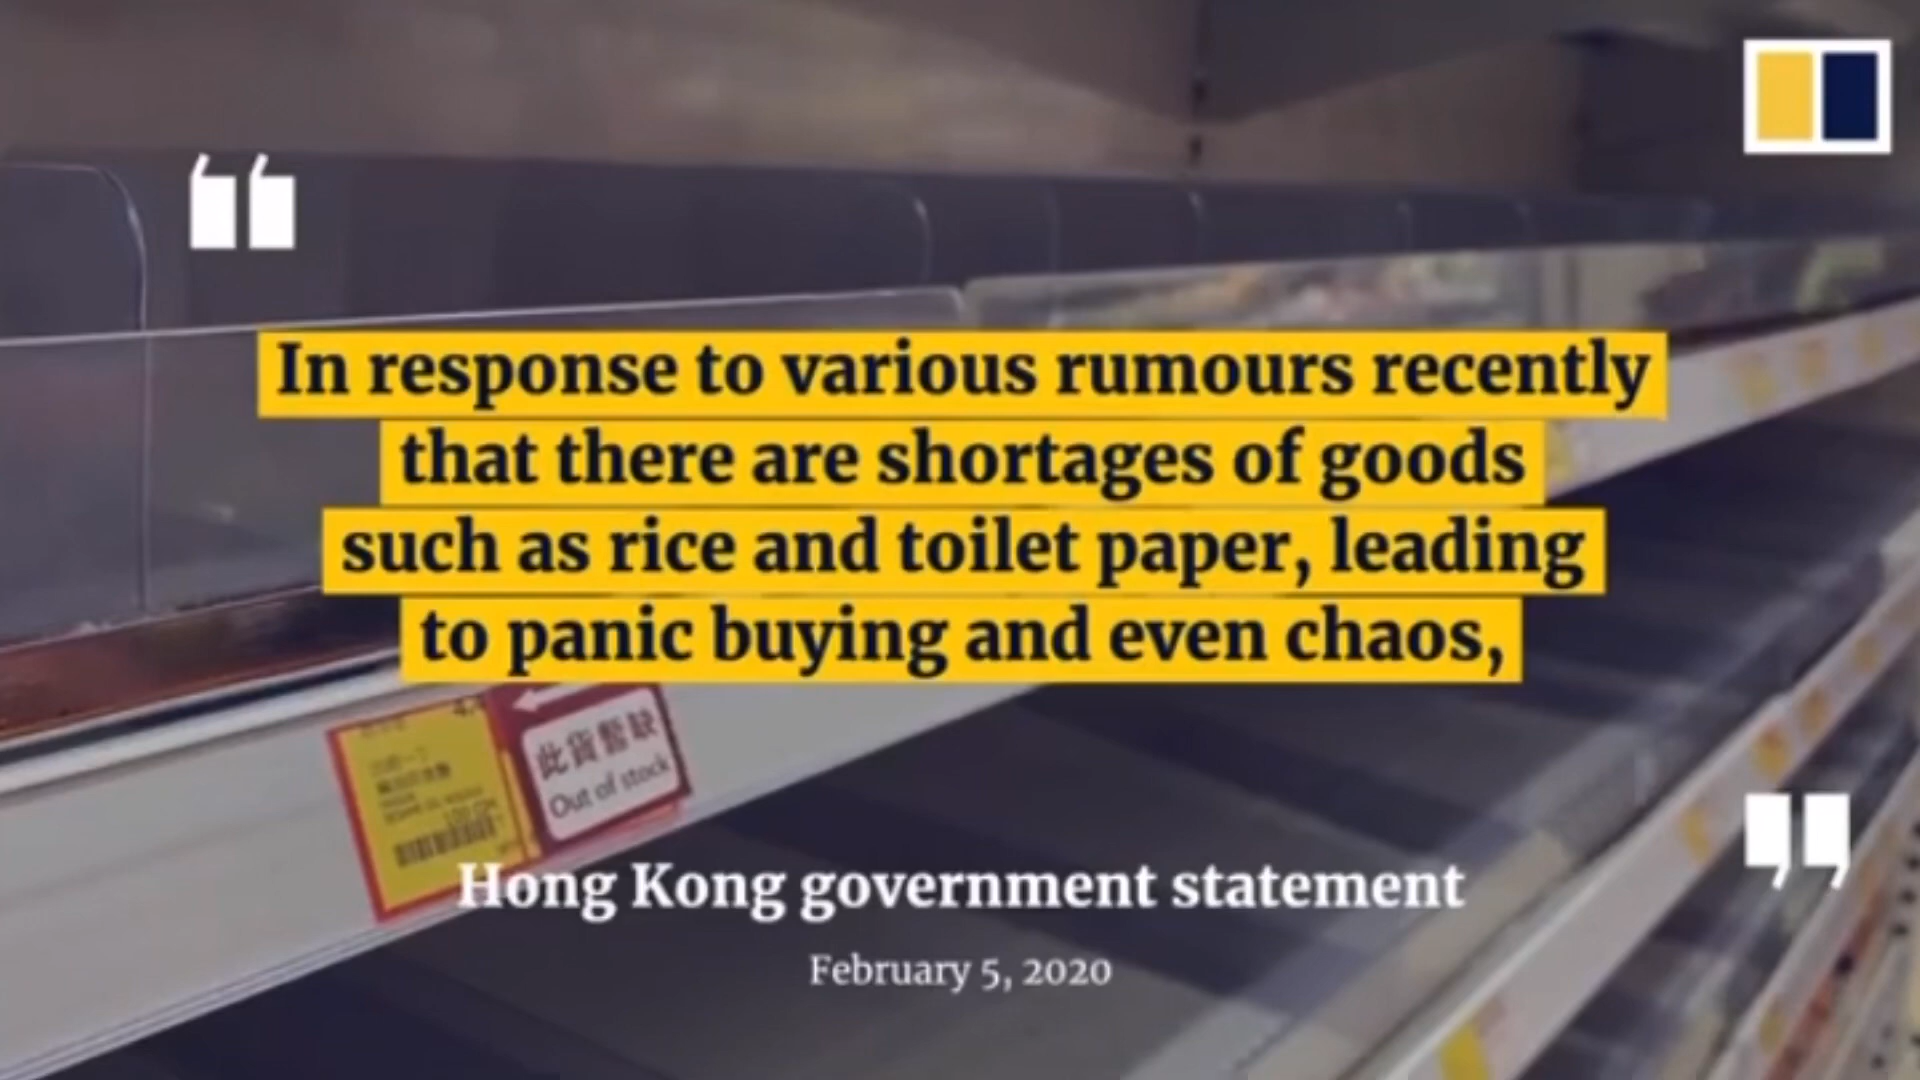 In response to various rumours recently
that there are shortages of goods
such as rice and toilet paper, leading
to panic buying and even chaos,
此貨暫缺
Out of stock
Hong Kong government statement
February 5, 2020